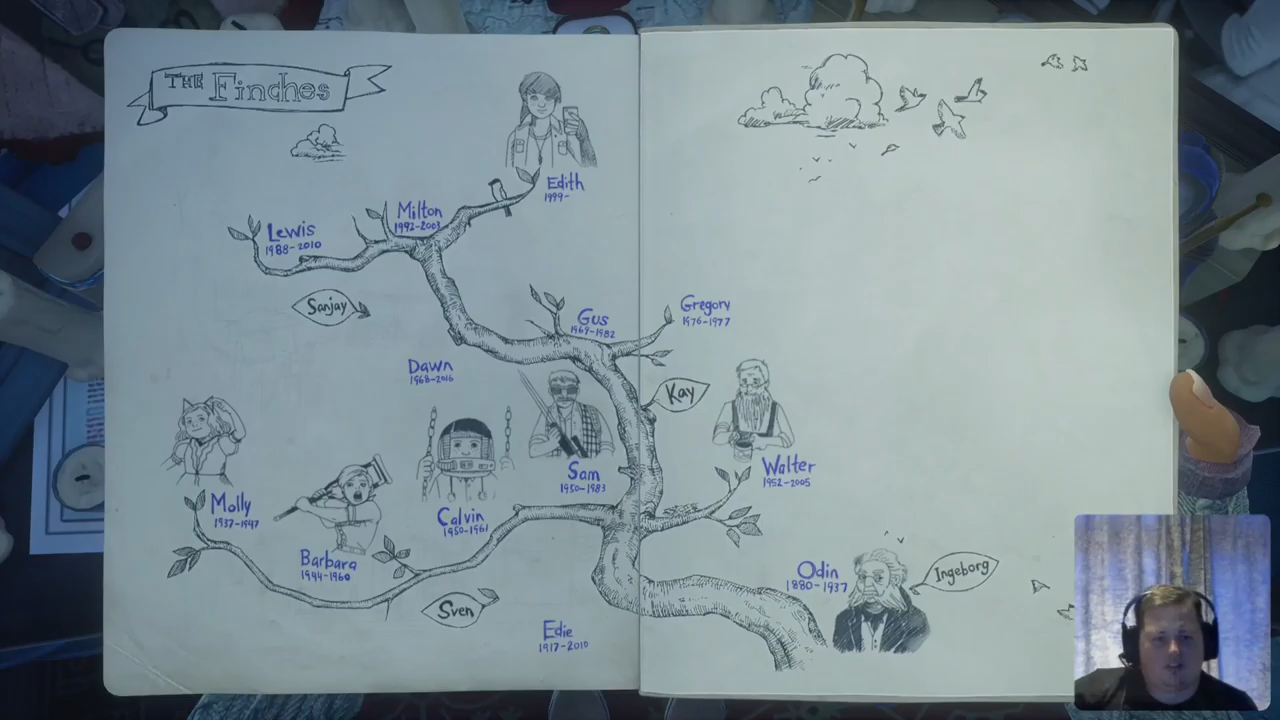 THE Finches
Edith
1999-
Milton
1992-2003
Lewis
1988-2010
Sanjay
Gregory
1976-1977
Gus
1969-1982
Dawn
1968-2016
Kay
Sam
1950-1983
Walter
1952-2005
Calvin
1950-1961
Molly
1937-1947
Barbara
1944-1960
Sven
Odin
1880-1937
Ingeborg
Edie
1917-2010